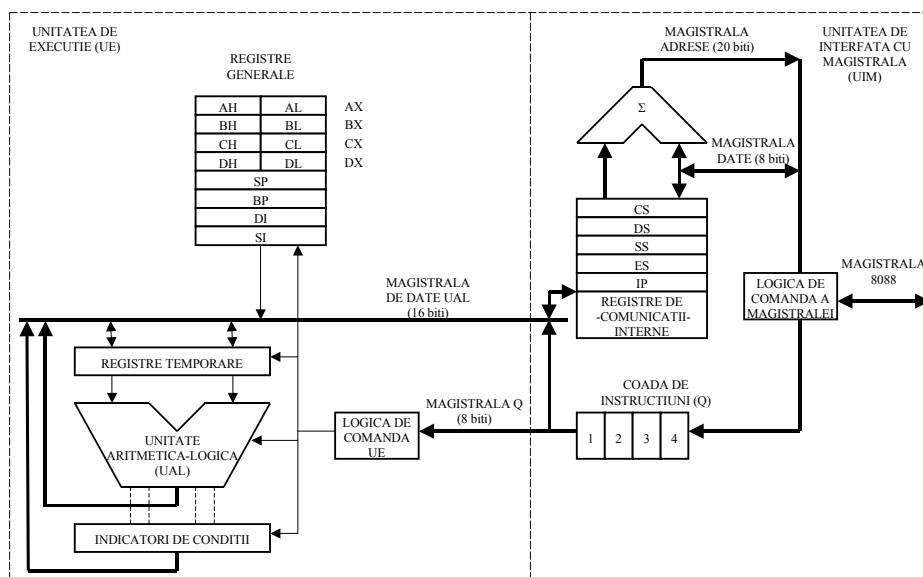 UNITATEA DE
EXECUTIE (UE)
REGISTRE
GENERALE
AH AL AX
BH BL BX
CH CL CX
DH DL DX
SP
BP
DI
SI
MAGISTRALA
DE DATE UAL
(16 biti)
REGISTRE TEMPORARE
UNITATE
ARITMETICA-LOGICA
(UAL)
INDICATORI DE CONDITII
LOGICA DE
COMANDA
UE
MAGISTRALA Q
(8 biti)
MAGISTRALA
ADRESE (20 biti)
UNITATEA DE
INTERFATA CU
MAGISTRALA
(UIM)
Σ
MAGISTRALA
DATE (8 biti)
CS
DS
SS
ES
IP
REGISTRE DE
-COMUNICATII-
INTERNE
LOGICA DE
COMANDA A
MAGISTRALEI
MAGISTRALA
8088
COADA DE
INSTRUCTIUNI (Q)
1 2 3 4